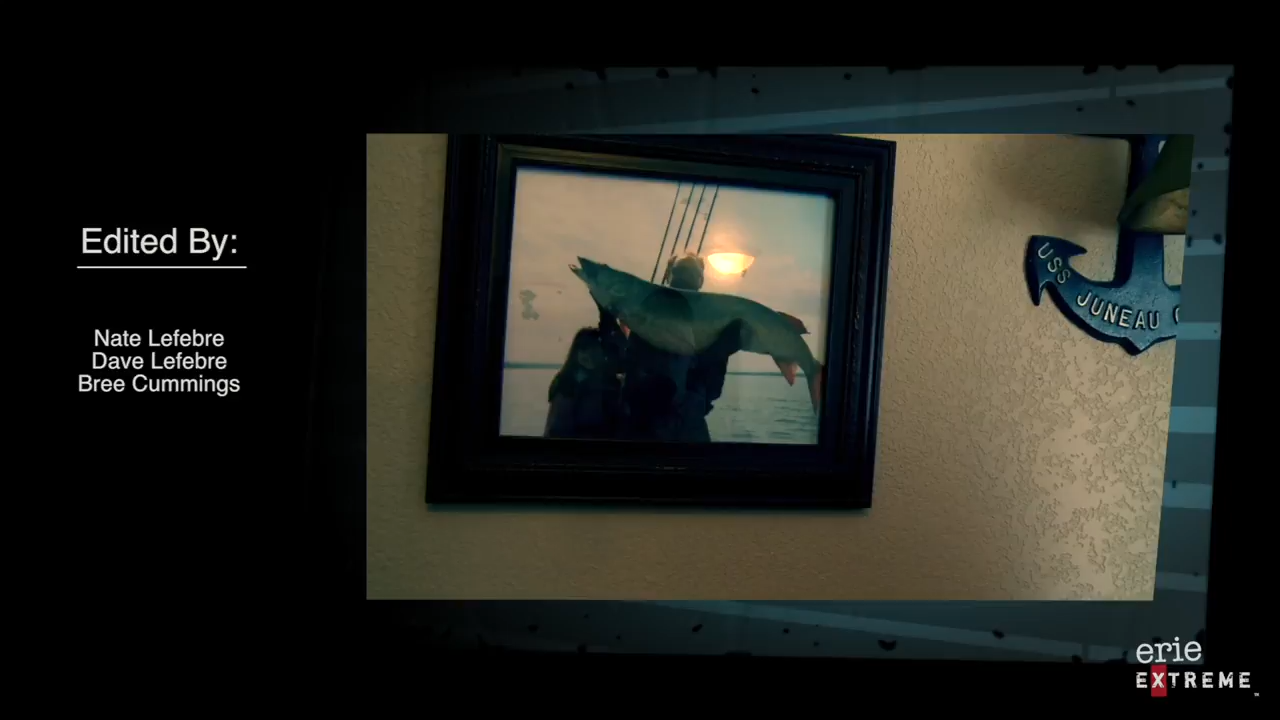 Edited By:
Nate Lefebre
Dave Lefebre
Bree Cummings
USS JUNEAU
erie
EXTREME